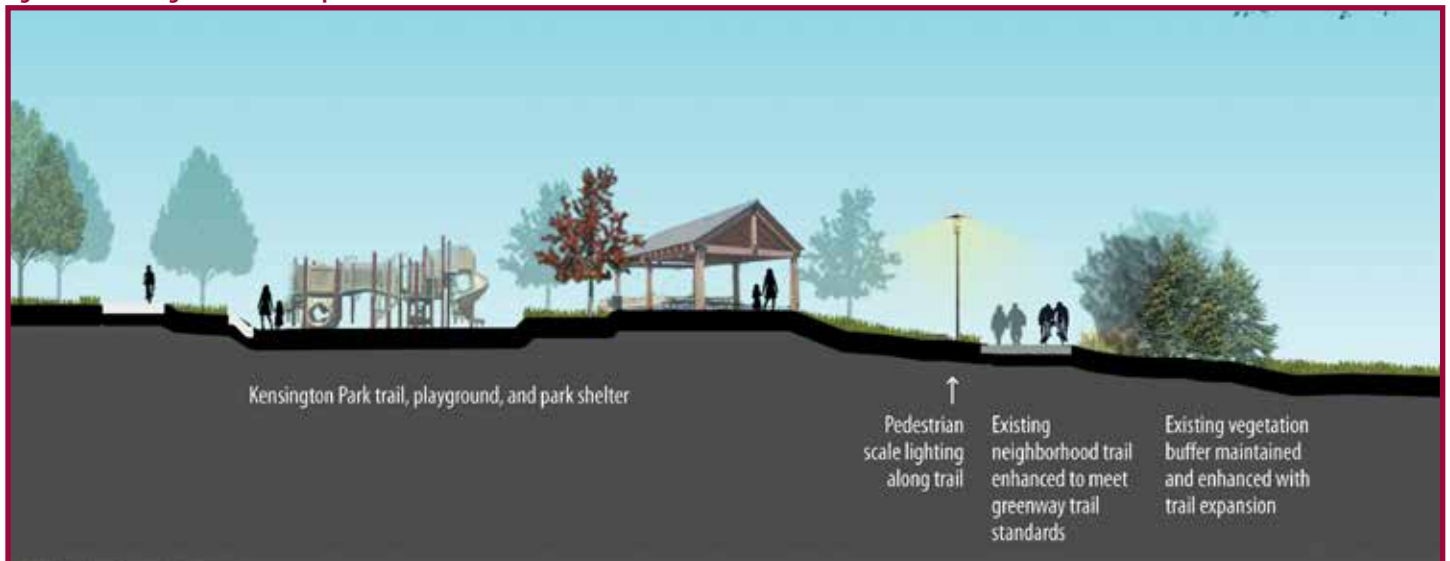 Kensington Park trail, playground, and park shelter
Pedestrian
scale lighting
along trail
Existing
neighborhood trail
enhanced to meet
greenway trail
standards
Existing vegetation
buffer maintained
and enhanced with
trail expansion